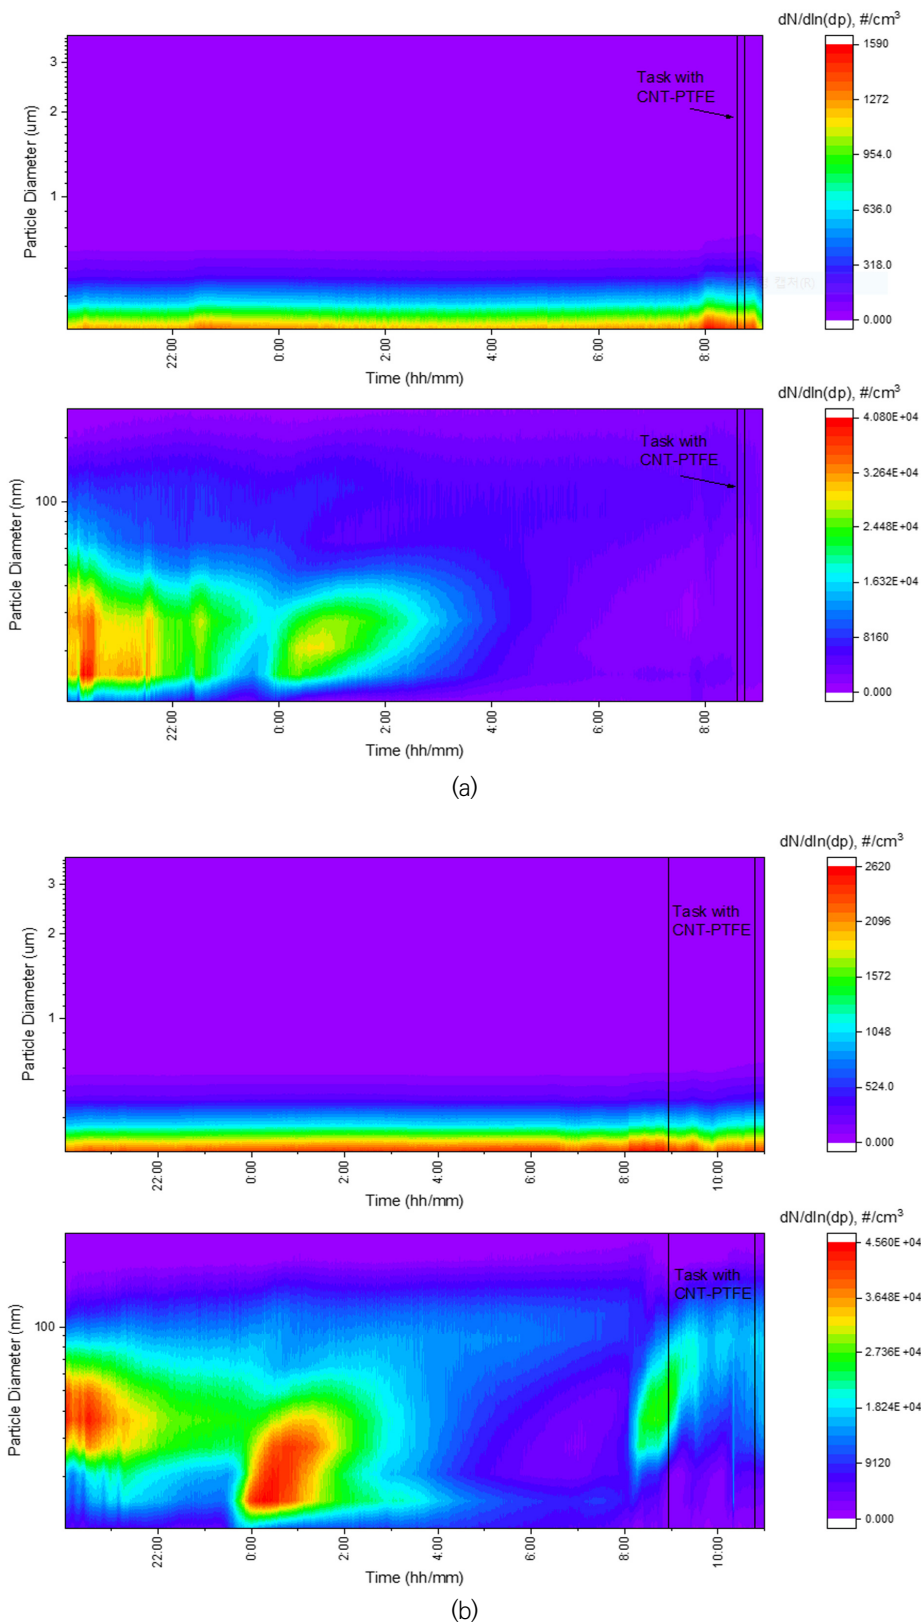 dN/dln(dp), #/cm³
1590
1272
954.0
636.0
318.0
0.000
Particle Diameter (um)
3
2
1
Task with
CNT-PTFE
캡처(R)
22:00
0:00
2:00
4:00
6:00
8:00
Time (hh/mm)
dN/dln(dp), #/cm³
4.080E+04
3.264E+04
2.448E+04
1.632E+04
8160
0.000
Particle Diameter (nm)
100
Task with
CNT-PTFE
22:00
0:00
2:00
4:00
6:00
8:00
Time (hh/mm)
(a)
dN/dln(dp), #/cm³
2620
2096
1572
1048
524.0
0.000
Particle Diameter (um)
3
2
1
Task with
CNT-PTFE
22:00
0:00
2:00
4:00
6:00
8:00
10:00
Time (hh/mm)
dN/dln(dp), #/cm³
4.560E+04
3.648E+04
2.736E+04
1.824E+04
9120
0.000
Particle Diameter (nm)
100
Task with
CNT-PTFE
22:00
0:00
2:00
4:00
6:00
8:00
10:00
Time (hh/mm)
(b)